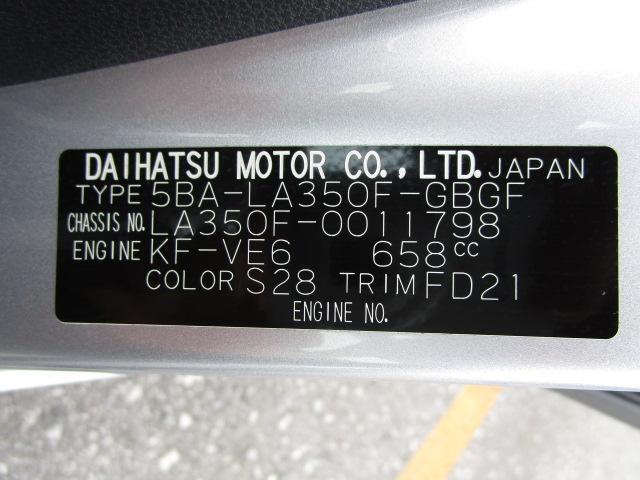 DAIHATSU MOTOR CO., LTD. JAPAN
TYPE 5BA-LA350F-GBGF
CHASSIS NO. LA350F-0011798
ENGINE KF-VE6 658cc
COLOR S28 TRIM FD21
ENGINE NO.